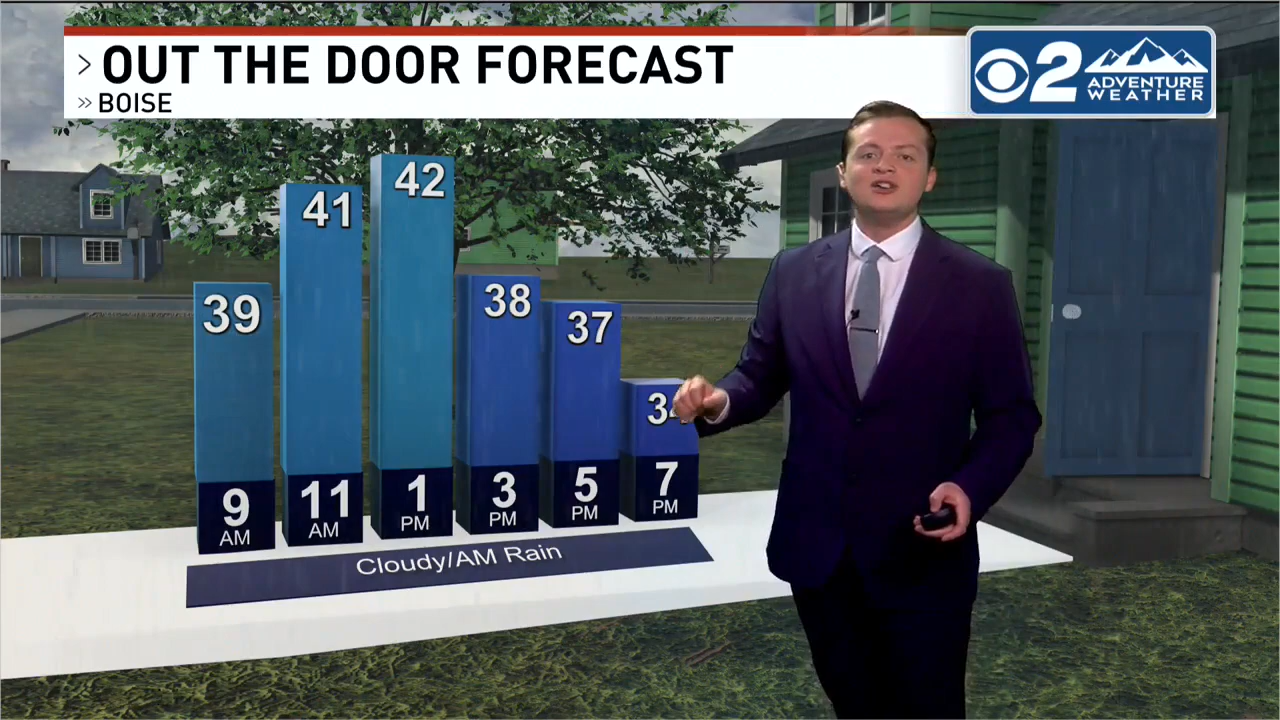 > OUT THE DOOR FORECAST
» BOISE
2 ADVENTURE
WEATHER
39
41
42
38
37
34
9
AM
11
AM
1
PM
3
PM
5
PM
7
PM
Cloudy/AM Rain